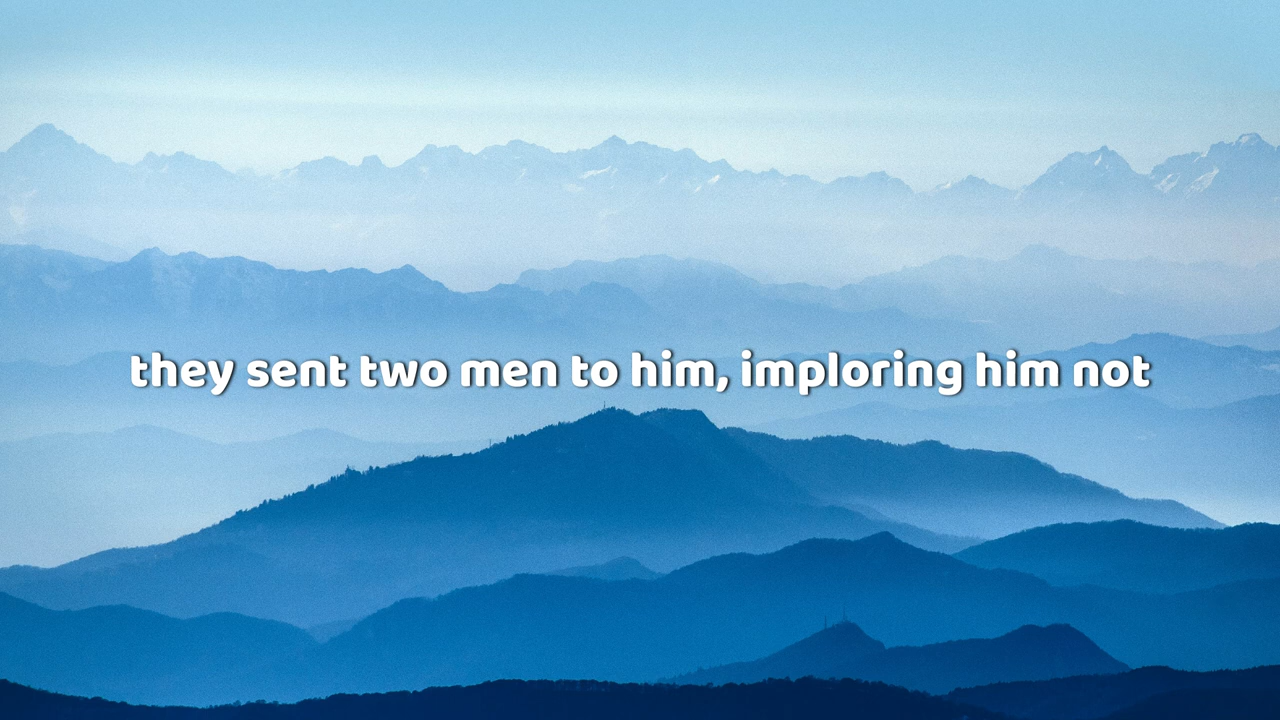 they sent two men to him, imploring him not